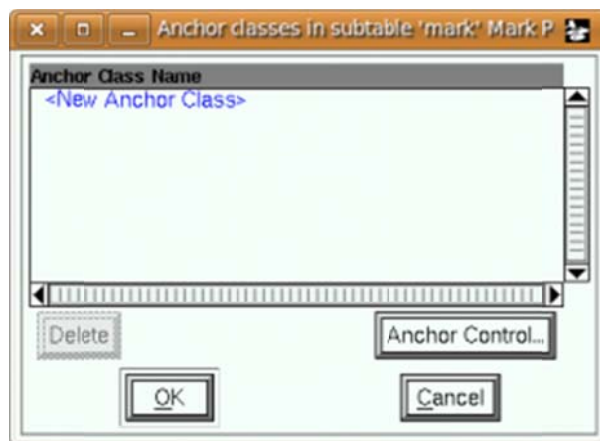 Anchor classes in subtable 'mark' Mark P
Anchor Class Name
<New Anchor Class>
Delete
Anchor Control...
OK
Cancel